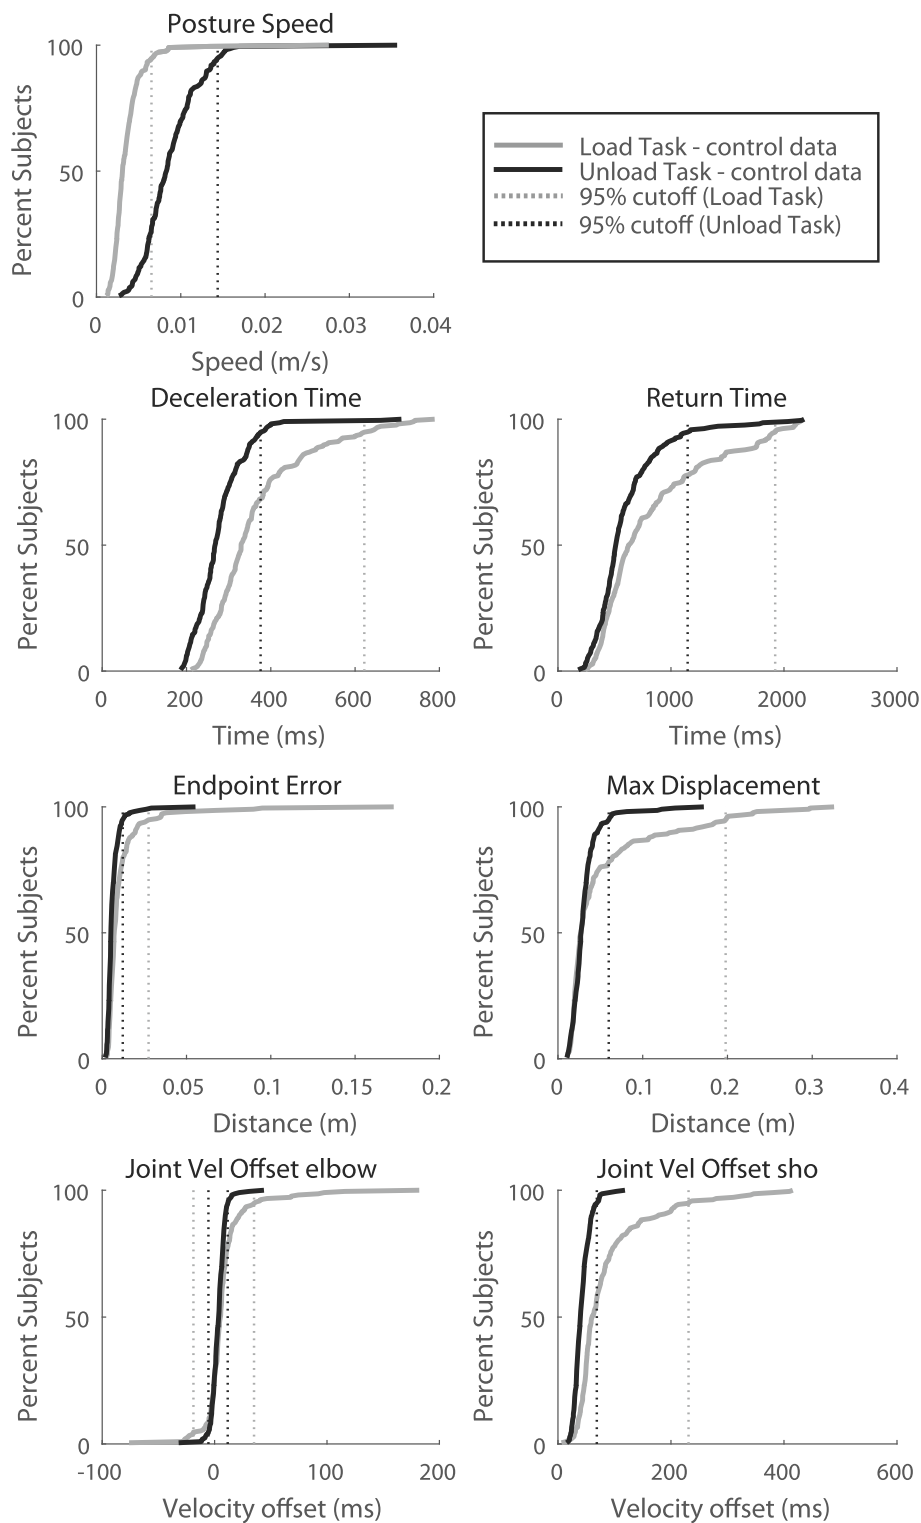 Posture Speed
100
50
0
Percent Subjects
0 0.01 0.02 0.03 0.04
Speed (m/s)
Load Task - control data
Unload Task - control data
95% cutoff (Load Task)
95% cutoff (Unload Task)
Deceleration Time
100
50
0
Percent Subjects
0 200 400 600 800
Time (ms)
Return Time
100
50
0
Percent Subjects
0 1000 2000 3000
Time (ms)
Endpoint Error
100
50
0
Percent Subjects
0 0.05 0.1 0.15 0.2
Distance (m)
Max Displacement
100
50
0
Percent Subjects
0 0.1 0.2 0.3 0.4
Distance (m)
Joint Vel Offset elbow
100
50
0
Percent Subjects
-100 0 100 200
Velocity offset (ms)
Joint Vel Offset sho
100
50
0
Percent Subjects
0 200 400 600
Velocity offset (ms)